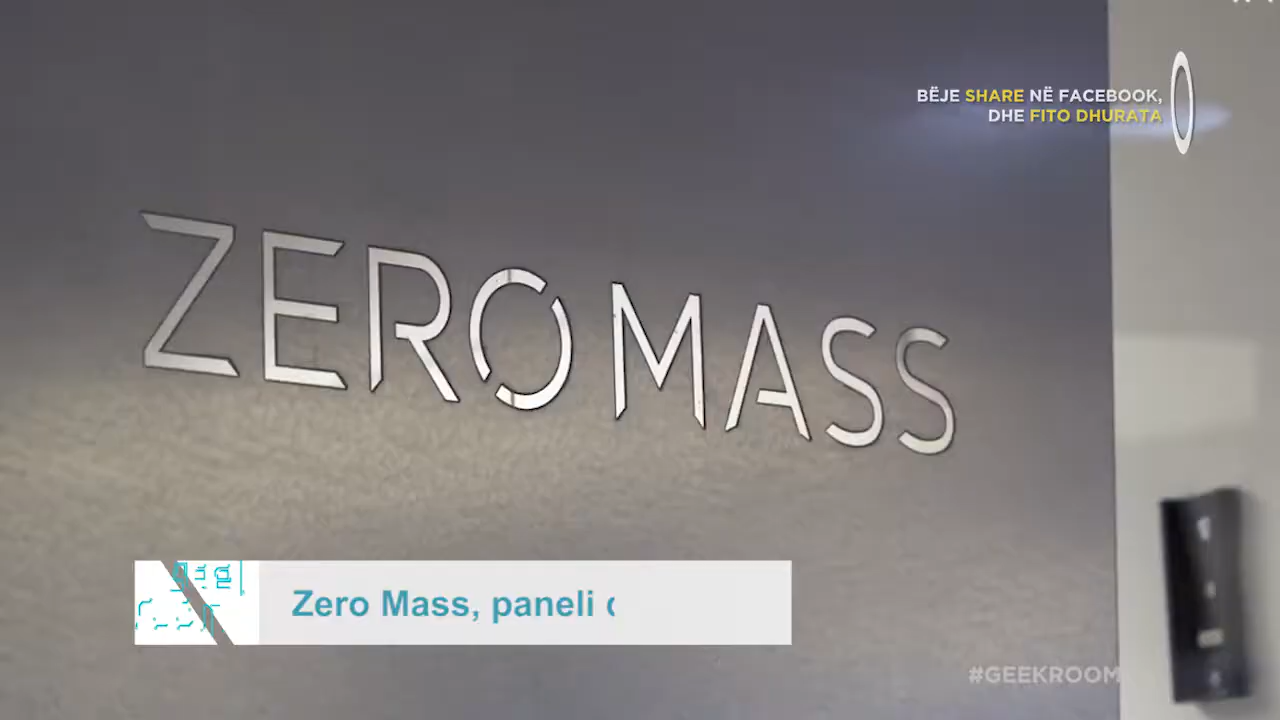 BËJE SHARE NË FACEBOOK,
DHE FITO DHURATA
ZERO MASS
Zero Mass, paneli
#GEEKROOM